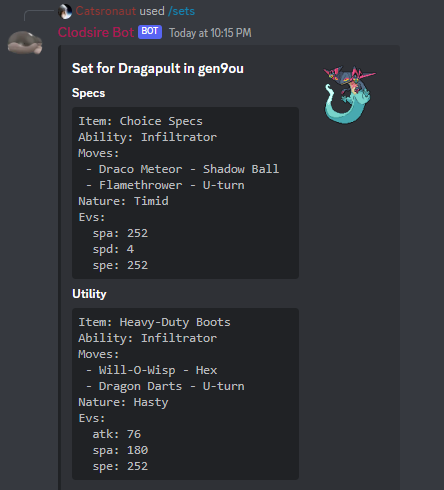 Catsronaut used /sets
Clodsire Bot BOT Today at 10:15 PM
Set for Dragapult in gen9ou
Specs
Item: Choice Specs
Ability: Infiltrator
Moves:
- Draco Meteor - Shadow Ball
- Flamethrower - U-turn
Nature: Timid
Evs:
spa: 252
spd: 4
spe: 252
Utility
Item: Heavy-Duty Boots
Ability: Infiltrator
Moves:
- Will-O-Wisp - Hex
- Dragon Darts - U-turn
Nature: Hasty
Evs:
atk: 76
spa: 180
spe: 252